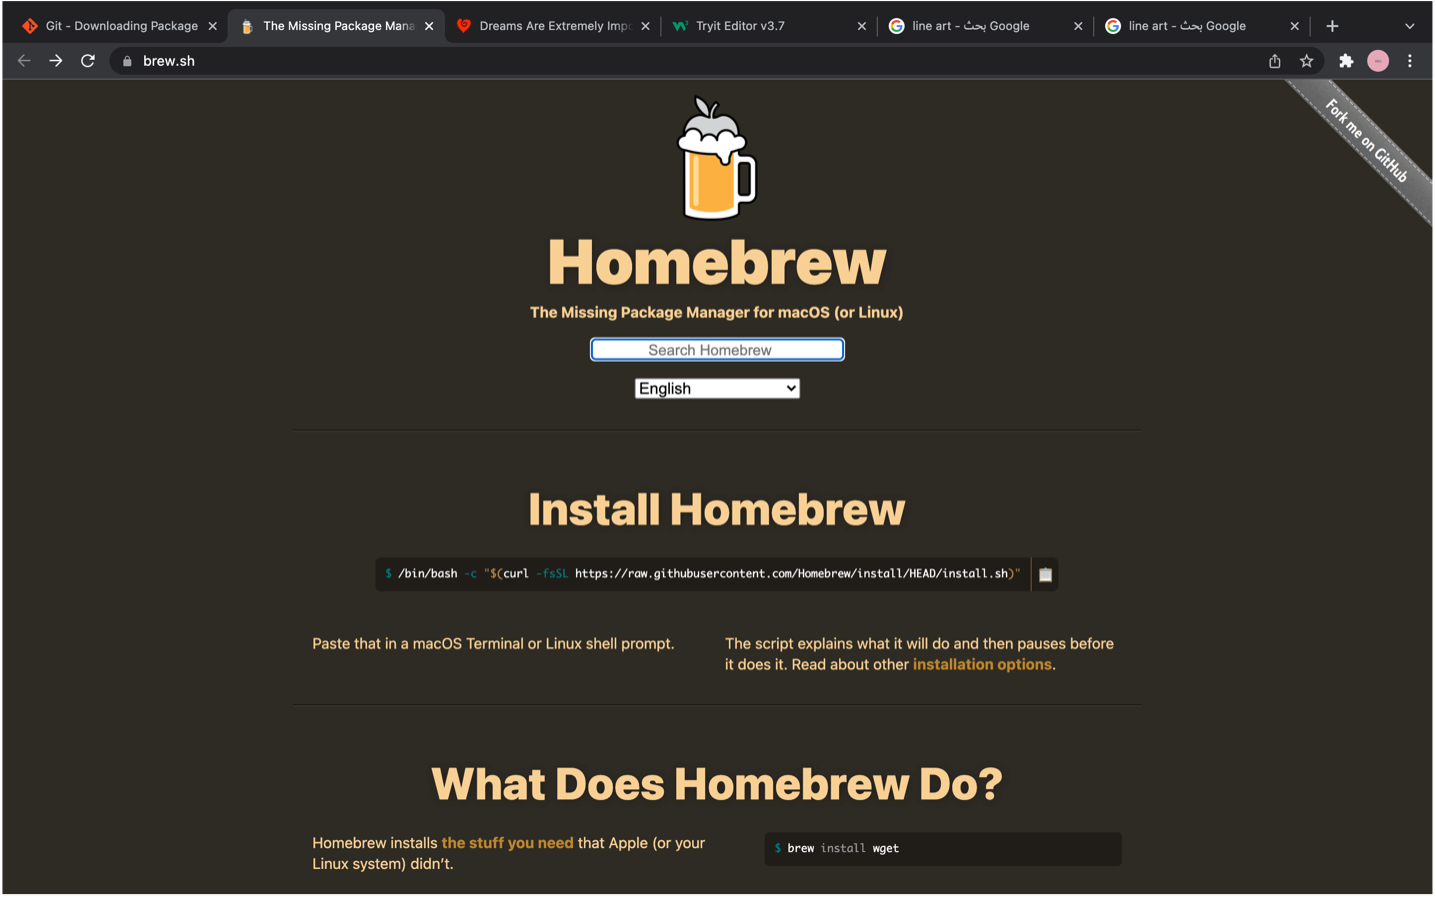 Git - Downloading Package
The Missing Package Mana
Dreams Are Extremely Impo
Tryit Editor v3.7
line art - بحث Google
line art - بحث Google
brew.sh
Fork me on GitHub
Homebrew
The Missing Package Manager for macOS (or Linux)
Search Homebrew
English
Install Homebrew
$ /bin/bash -c "$(curl -fsSL https://raw.githubusercontent.com/Homebrew/install/HEAD/install.sh)"
Paste that in a macOS Terminal or Linux shell prompt.
The script explains what it will do and then pauses before
it does it. Read about other installation options.
What Does Homebrew Do?
Homebrew installs the stuff you need that Apple (or your
Linux system) didn’t.
$ brew install wget